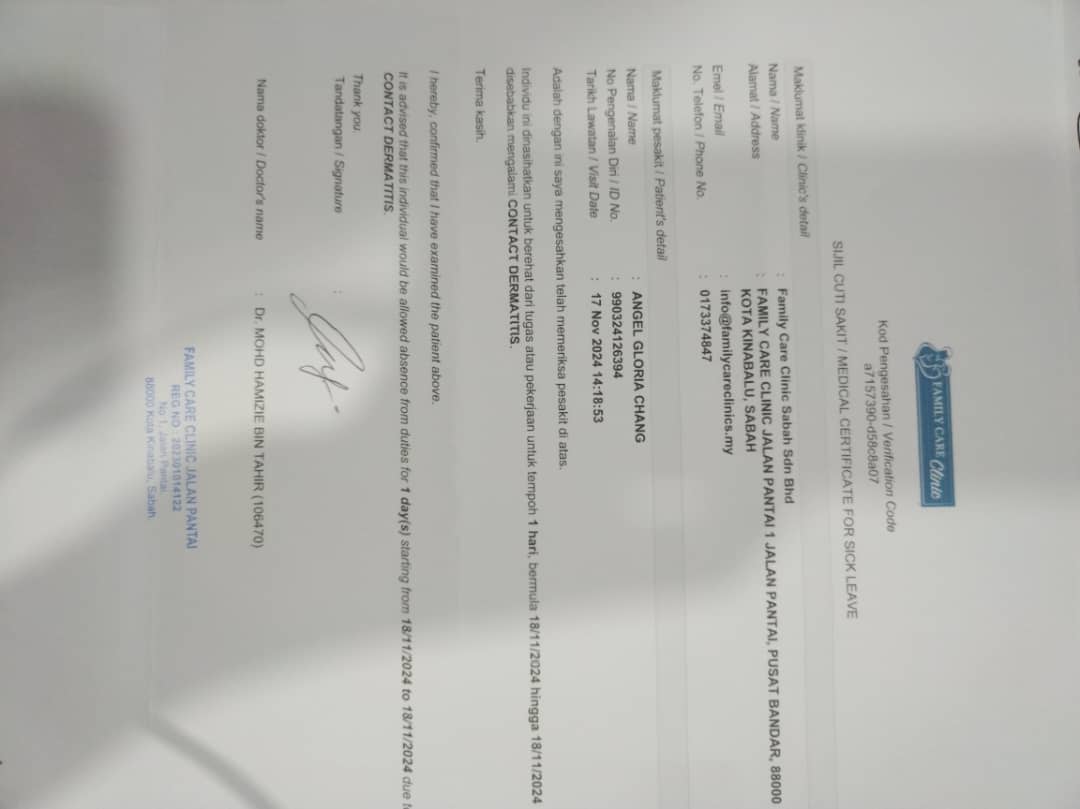 FAMILY CARE Clinic
Kod Pengesahan / Verification Code
a7157390-d58c8a07
SIJIL CUTI SAKIT / MEDICAL CERTIFICATE FOR SICK LEAVE
Maklumat klinik / Clinic's detail
Nama / Name : Family Care Clinic Sabah Sdn Bhd
Alamat / Address : FAMILY CARE CLINIC JALAN PANTAI 1 JALAN PANTAI, PUSAT BANDAR, 88000
KOTA KINABALU, SABAH
Emel / Email : info@familycareclinics.my
No. Telefon / Phone No. : 0173374847
Maklumat pesakit / Patient's detail
Nama / Name : ANGEL GLORIA CHANG
No Pengenalan Diri / ID No. : 990324126394
Tarikh Lawatan / Visit Date : 17 Nov 2024 14:18:53
Adalah dengan ini saya mengesahkan telah memeriksa pesakit di atas.
Individu ini dinasihatkan untuk berehat dari tugas atau pekerjaan untuk tempoh 1 hari, bermula 18/11/2024 hingga 18/11/2024
disebabkan mengalami CONTACT DERMATITIS.
Terima kasih.
I hereby, confirmed that I have examined the patient above.
It is advised that this individual would be allowed absence from duties for 1 day(s) starting from 18/11/2024 to 18/11/2024 due to
CONTACT DERMATITIS.
Thank you.
Tandatangan / Signature :
Nama doktor / Doctor's name : Dr. MOHD HAMIZIE BIN TAHIR (106470)
FAMILY CARE CLINIC JALAN PANTAI
REG NO : 202301014122
No 1, Jalan Pantai,
88000 Kota Kinabalu, Sabah.